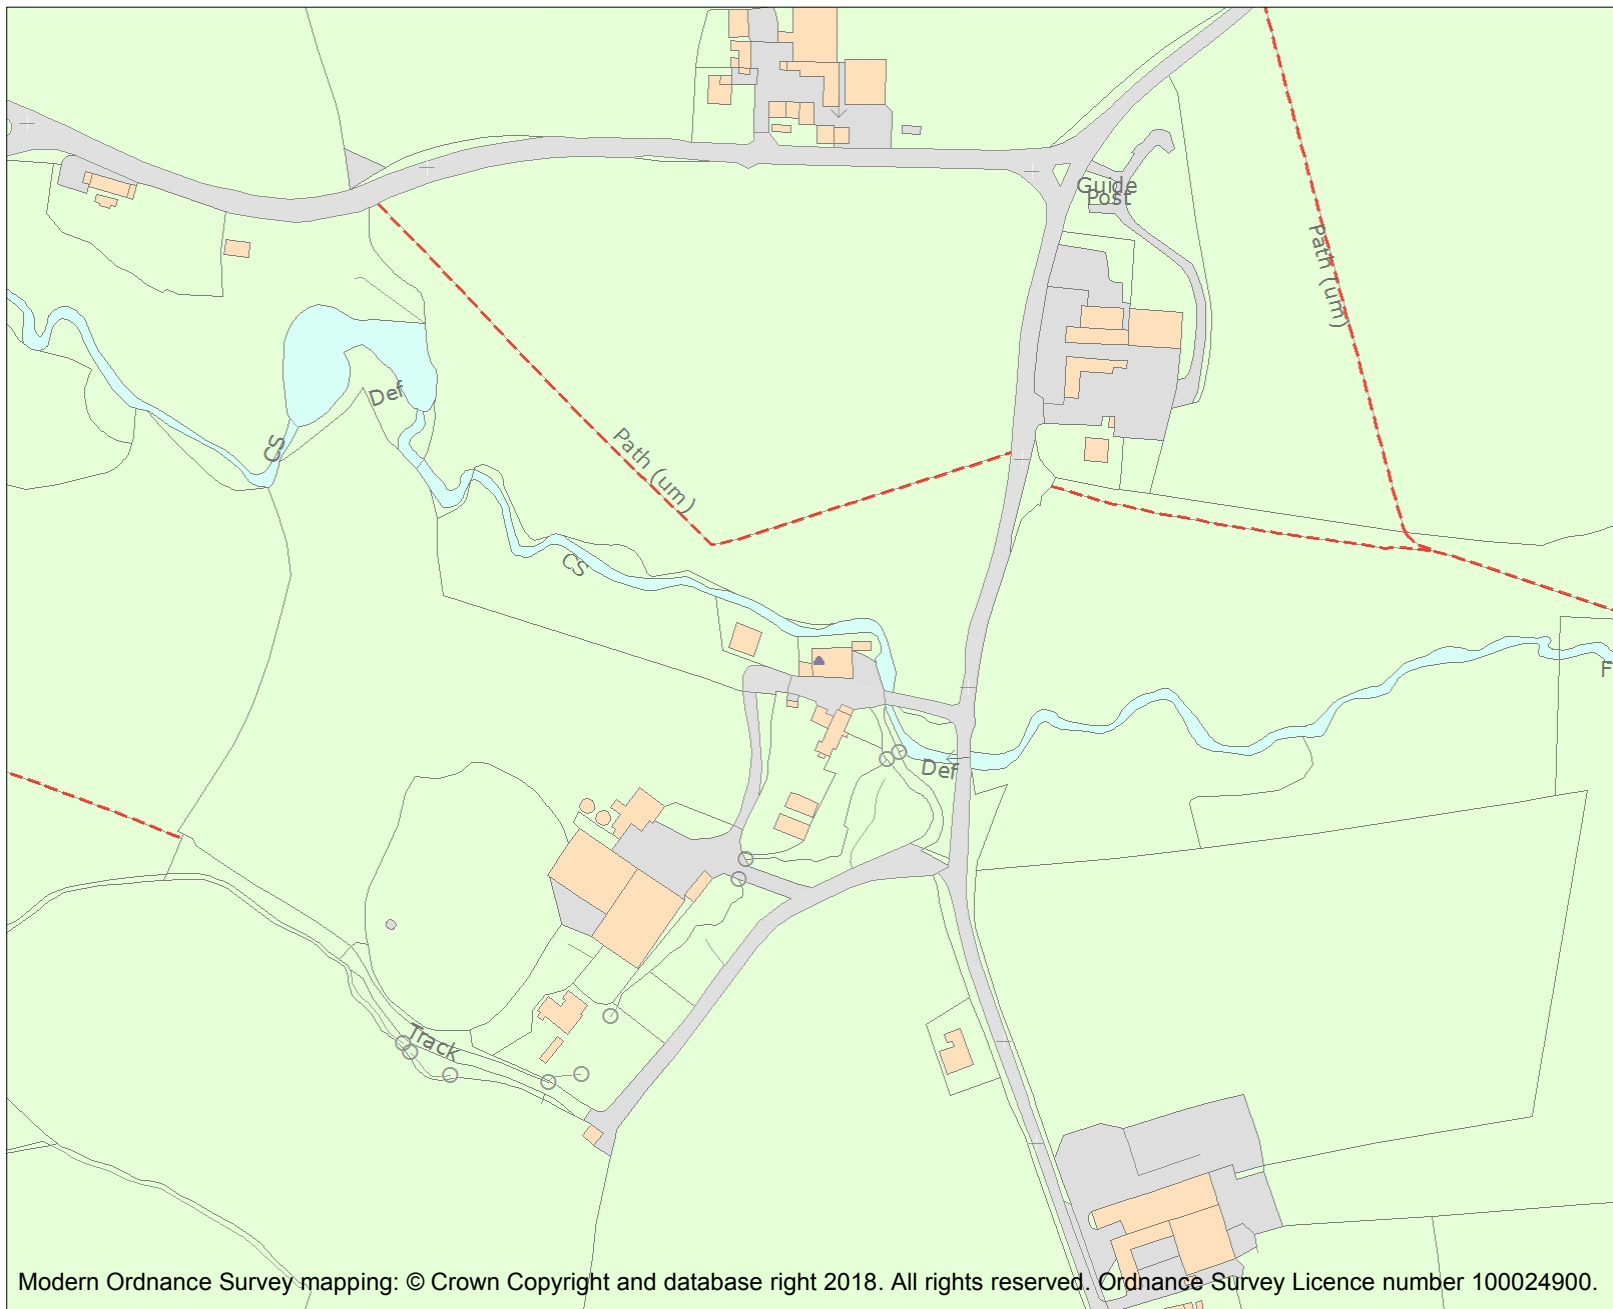 Guide
Post
Path (um)
Def
CS
Path (um)
CS
F
Def
Track
Modern Ordnance Survey mapping: © Crown Copyright and database right 2018. All rights reserved. Ordnance Survey Licence number 100024900.